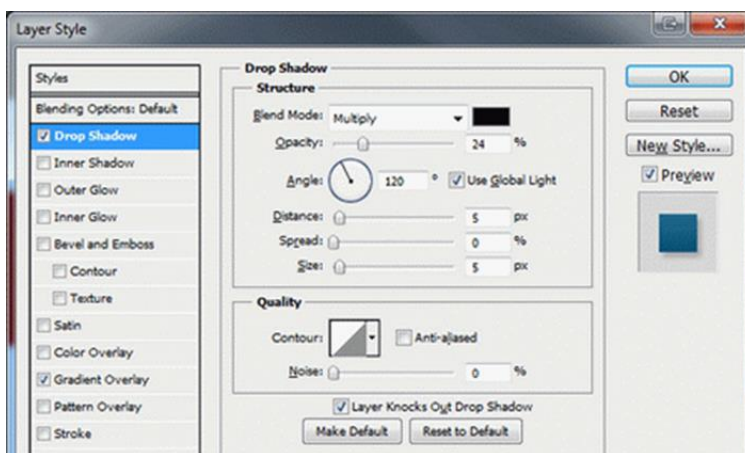 Layer Style
Styles
Blending Options: Default
Drop Shadow
Inner Shadow
Outer Glow
Inner Glow
Bevel and Emboss
Contour
Texture
Satin
Color Overlay
Gradient Overlay
Pattern Overlay
Stroke
Drop Shadow
Structure
Blend Mode: Multiply
Opacity: 24 %
Angle: 120 ° Use Global Light
Distance: 5 px
Spread: 0 %
Size: 5 px
Quality
Contour: Anti-aliased
Noise: 0 %
Layer Knocks Out Drop Shadow
Make Default Reset to Default
OK
Reset
New Style...
Preview